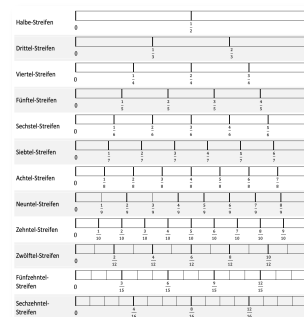 Halbe-Streifen
0 1/2
Drittel-Streifen
0 1/3 2/3
Viertel-Streifen
0 1/4 2/4 3/4
Fünftel-Streifen
0 1/5 2/5 3/5 4/5
Sechstel-Streifen
0 1/6 2/6 3/6 4/6 5/6
Siebtel-Streifen
0 1/7 2/7 3/7 4/7 5/7 6/7
Achtel-Streifen
0 1/8 2/8 3/8 4/8 5/8 6/8 7/8
Neuntel-Streifen
0 1/9 2/9 3/9 4/9 5/9 6/9 7/9 8/9
Zehntel-Streifen
0 1/10 2/10 3/10 4/10 5/10 6/10 7/10 8/10 9/10
Zwölftel-Streifen
0 2/12 4/12 6/12 8/12 10/12
Fünfzehntel-
Streifen
0 3/15 6/15 9/15 12/15
Sechzehntel-
Streifen
0 4/16 8/16 12/16